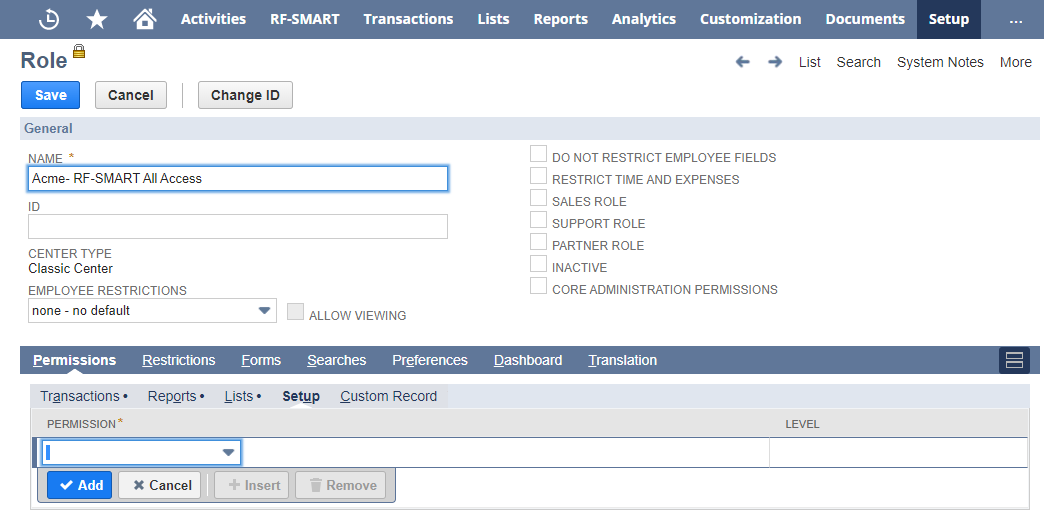 Activities RF-SMART Transactions Lists Reports Analytics Customization Documents Setup ...
Role
List Search System Notes More
Save Cancel Change ID
General
NAME *
Acme- RF-SMART All Access
ID
CENTER TYPE
Classic Center
EMPLOYEE RESTRICTIONS
none - no default
ALLOW VIEWING
DO NOT RESTRICT EMPLOYEE FIELDS
RESTRICT TIME AND EXPENSES
SALES ROLE
SUPPORT ROLE
PARTNER ROLE
INACTIVE
CORE ADMINISTRATION PERMISSIONS
Permissions Restrictions Forms Searches Preferences Dashboard Translation
Transactions • Reports • Lists • Setup Custom Record
PERMISSION * LEVEL
Add Cancel Insert Remove